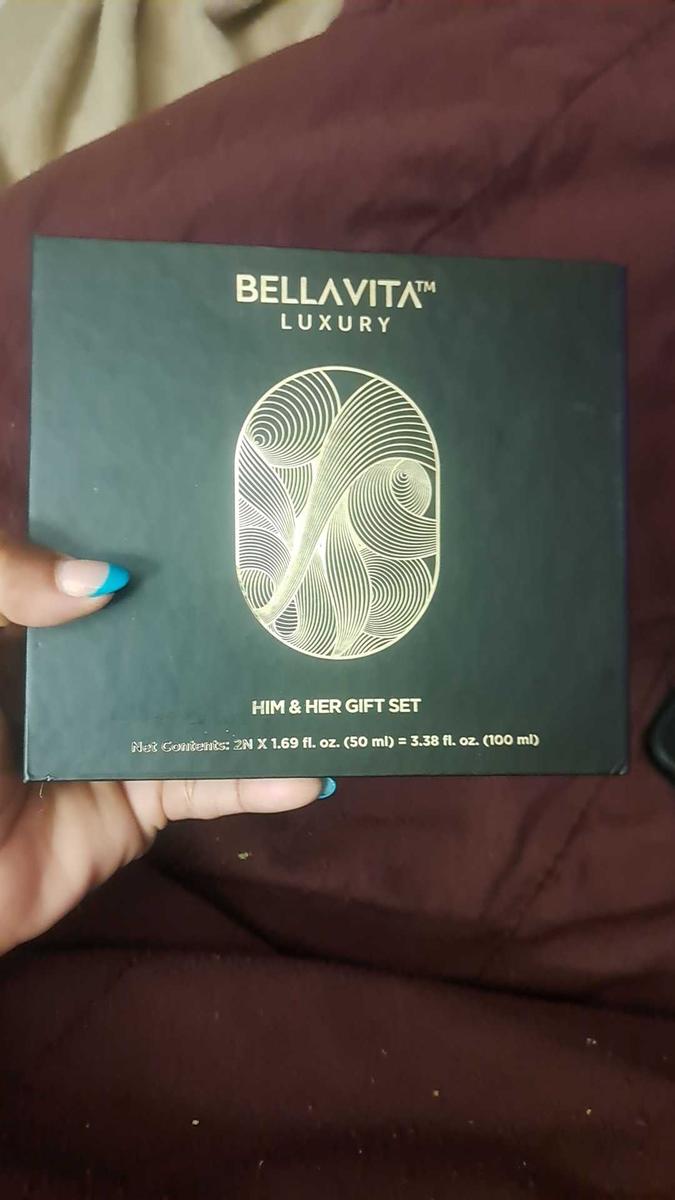 BELLAVITA™
LUXURY
HIM & HER GIFT SET
Net Contents: 2N X 1.69 fl. oz. (50 ml) = 3.38 fl. oz. (100 ml)